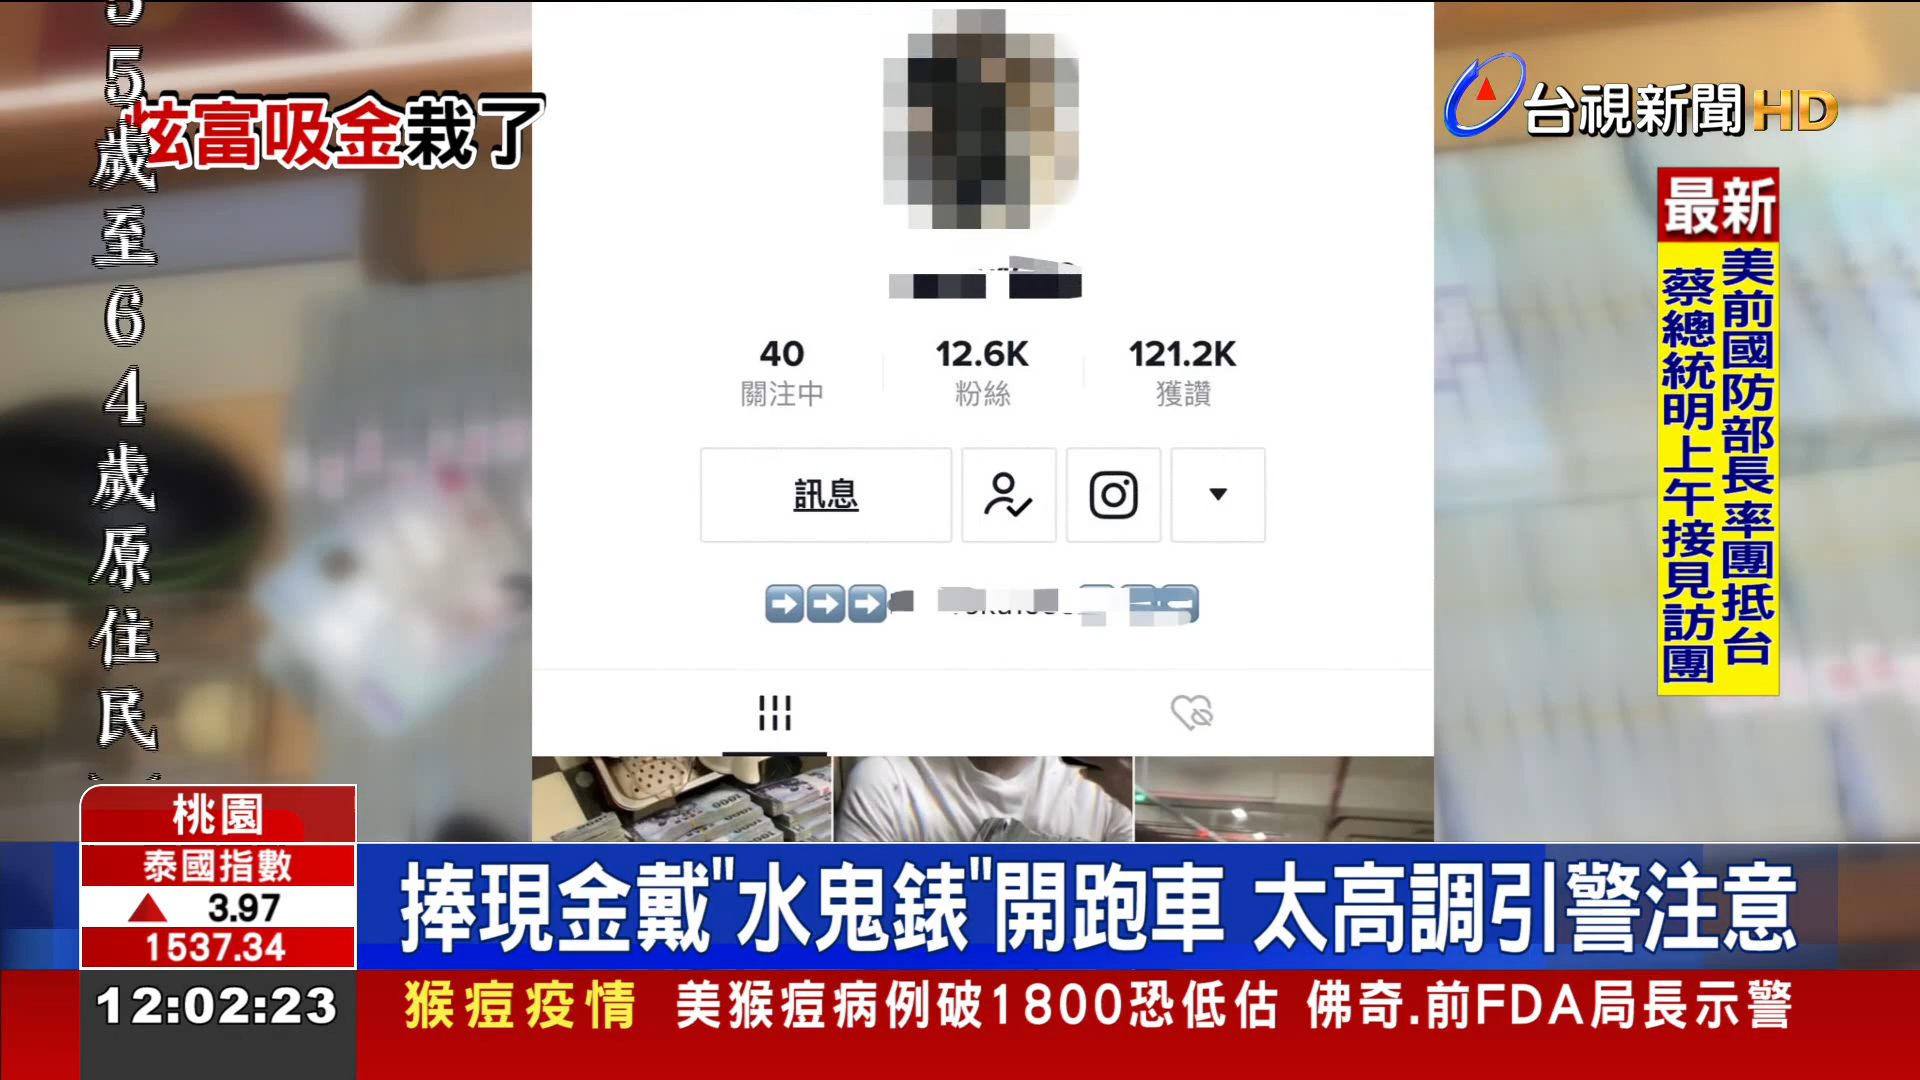 5歲至64歲原住民
炫富吸金栽了
台視新聞HD
最新
美前國防部長率團抵台
蔡總統明上午接見訪團
40
關注中
12.6K
粉絲
121.2K
獲讚
訊息
1000
桃園
泰國指數
3.97
1537.34
12:02:23
捧現金戴"水鬼錶"開跑車 太高調引警注意
猴痘疫情 美猴痘病例破1800恐低估 佛奇.前FDA局長示警